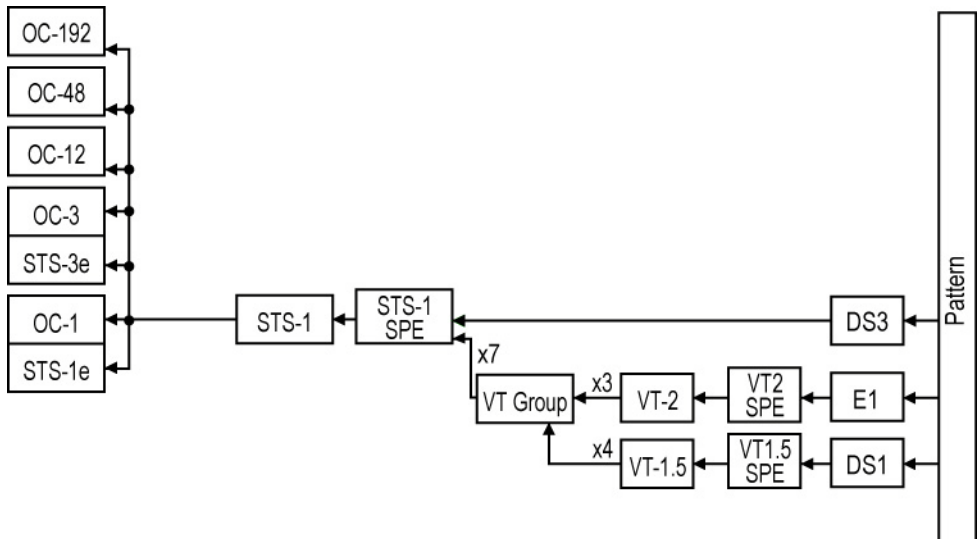 OC-192
OC-48
OC-12
OC-3
STS-3e
OC-1
STS-1e
STS-1
STS-1
SPE
DS3
x7
VT Group
x3
VT-2
VT2
SPE
E1
x4
VT-1.5
VT1.5
SPE
DS1
Pattern